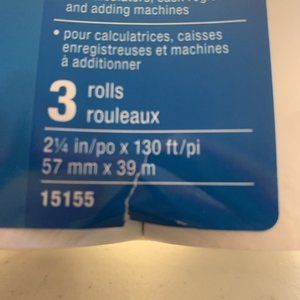 and adding machines
• pour calculatrices, caisses
enregistreuses et machines
à additionner
3 rolls
rouleaux
2¼ in/po x 130 ft/pi
57 mm x 39 m
15155